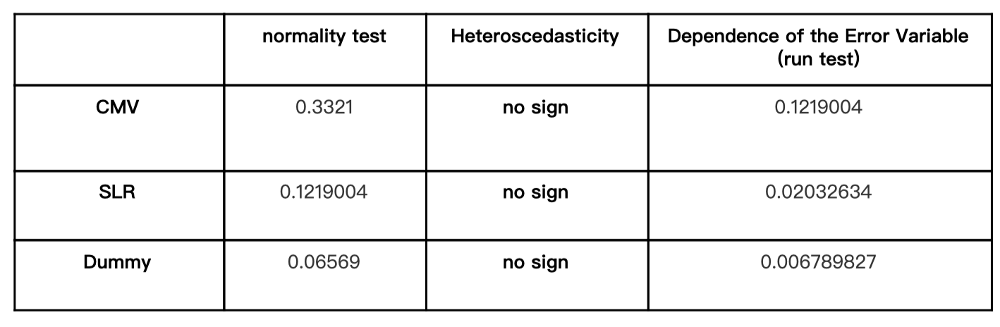 normality test Heteroscedasticity Dependence of the Error Variable
(run test)
CMV 0.3321 no sign 0.1219004
SLR 0.1219004 no sign 0.02032634
Dummy 0.06569 no sign 0.006789827